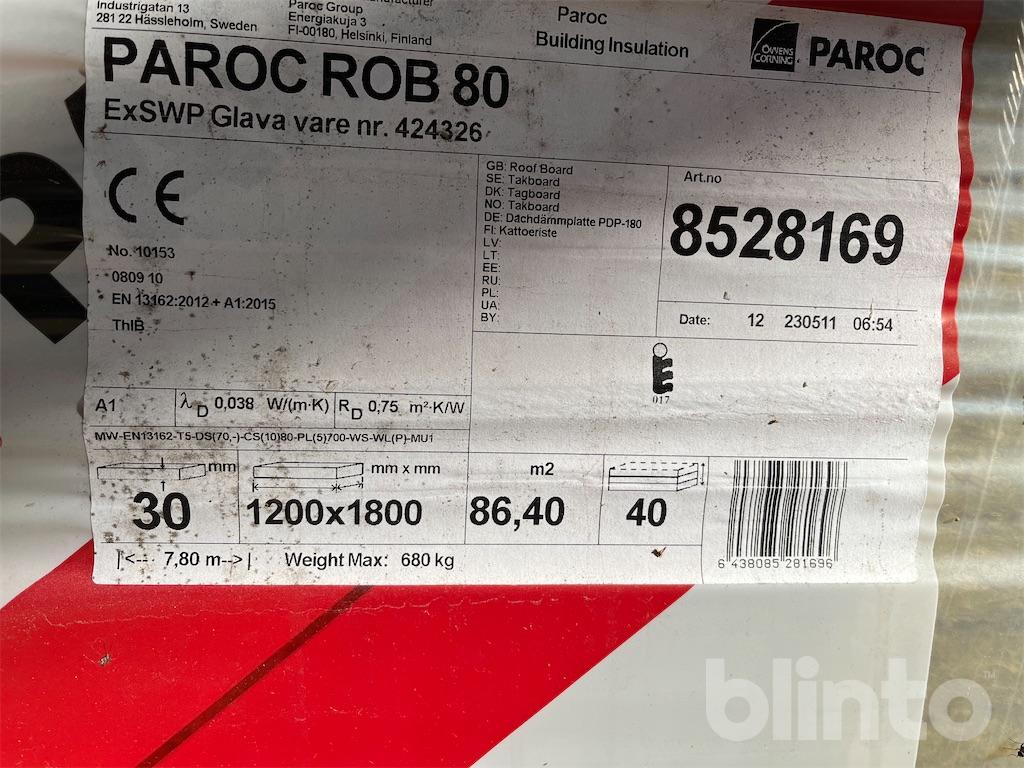 Industrigatan 13
281 22 Hässleholm, Sweden
Paroc Group
Energiakuja 3
FI-00180, Helsinki, Finland
Paroc
Building Insulation
OWENS
CORNING
PAROC
PAROC ROB 80
ExSWP Glava vare nr. 424326
CE
No. 10153
0809 10
EN 13162:2012 + A1:2015
ThIB
GB: Roof Board
SE: Takboard
DK: Tagboard
NO: Takboard
DE: Dachdämmplatte PDP-180
FI: Kattoeriste
LV:
LT:
EE:
RU:
PL:
UA:
BY:
Art.no
8528169
Date: 12 230511 06:54
017
A1
λD 0,038 W/(m·K)
RD 0,75 m²·K/W
MW-EN13162-T5-DS(70,-)-CS(10)80-PL(5)700-WS-WL(P)-MU1
mm
30
mm x mm
1200x1800
m2
86,40
40
|<--- 7,80 m-->|
Weight Max: 680 kg
6 438085 281696
blinto™